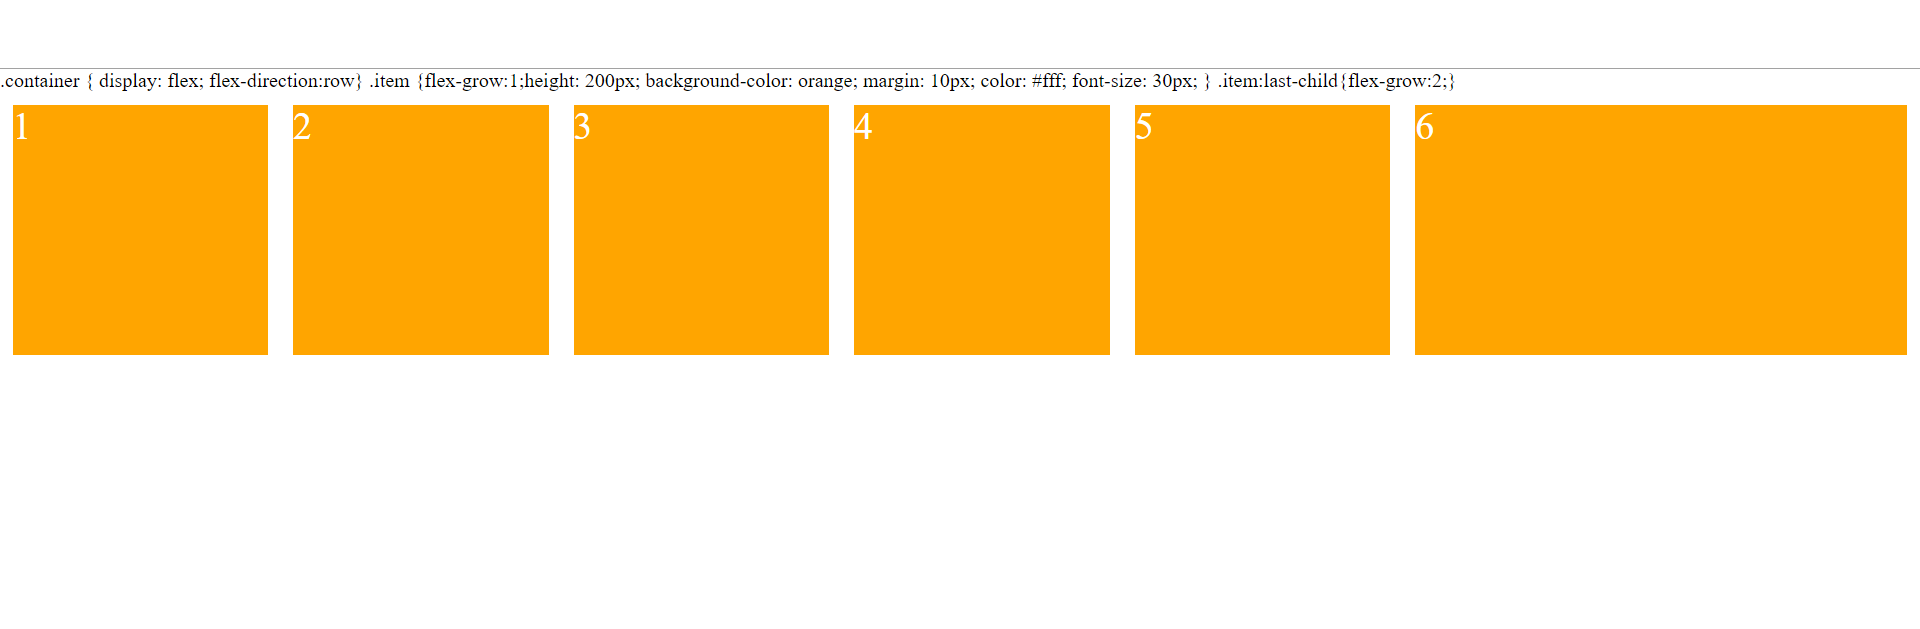 .container { display: flex; flex-direction:row} .item {flex-grow:1;height: 200px; background-color: orange; margin: 10px; color: #fff; font-size: 30px; } .item:last-child{flex-grow:2;}
1 2 3 4 5 6